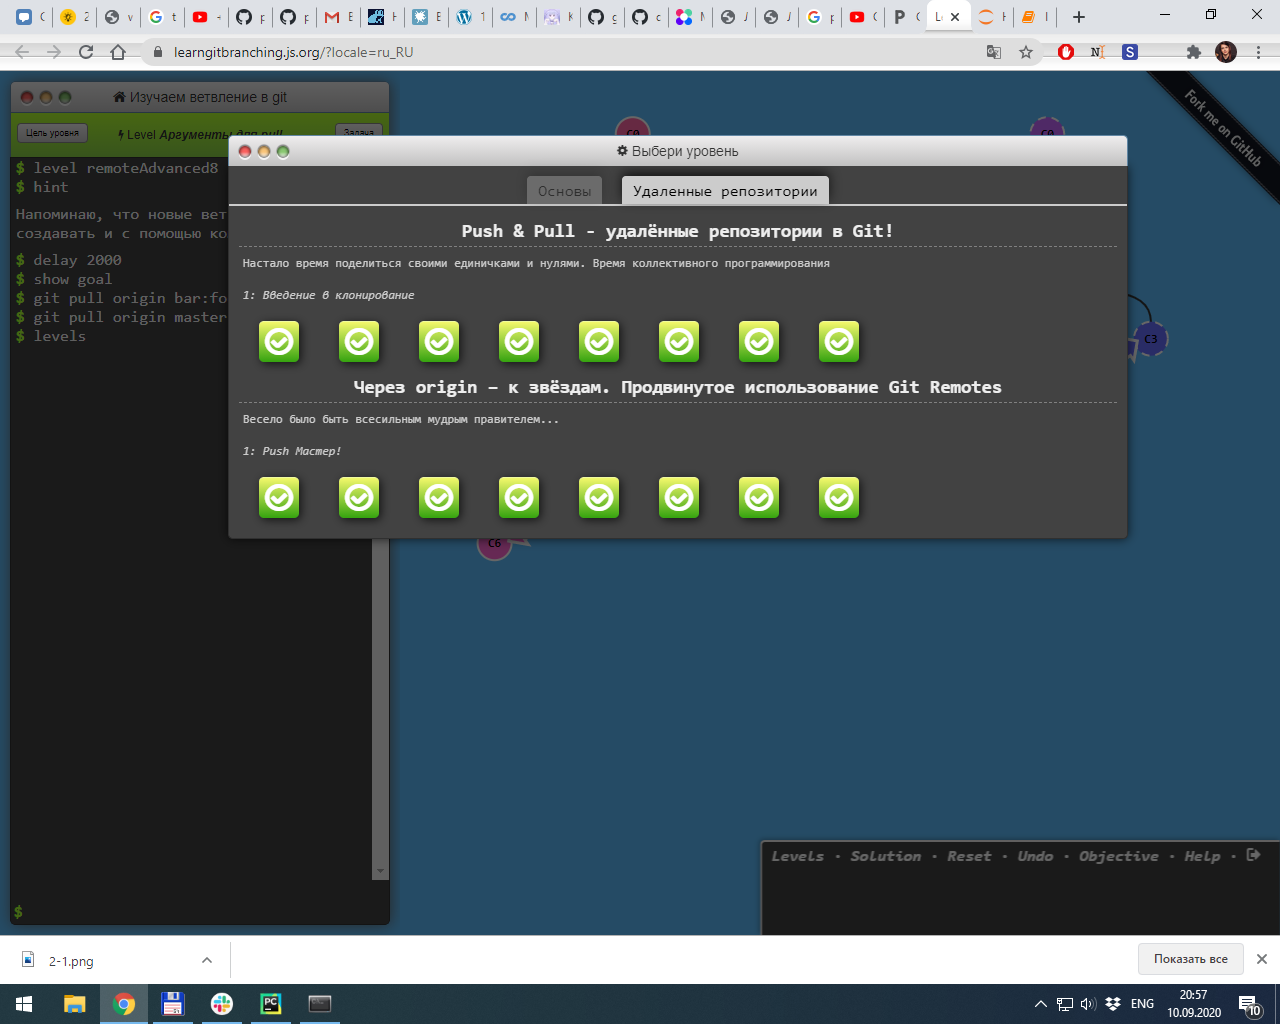 learngitbranching.js.org/?locale=ru_RU
Изучаем ветвление в git
Цель уровня
Level Аргументы для pull
Задача
$ level remoteAdvanced8
$ hint
Напоминаю, что новые
создавать и с помощью
$ delay 2000
$ show goal
$ git pull origin bar:fo
$ git pull origin master
$ levels
$
Fork me on GitHub
C3
C6
Выбери уровень
Основы
Удаленные репозитории
Push & Pull - удалённые репозитории в Git!
Настало время поделиться своими единичками и нулями. Время коллективного программирования
1: Введение в клонирование
Через origin – к звёздам. Продвинутое использование Git Remotes
Весело было быть всесильным мудрым правителем...
1: Push Мастер!
Levels · Solution · Reset · Undo · Objective · Help ·
2-1.png
Показать все
ENG
20:57
10.09.2020
10